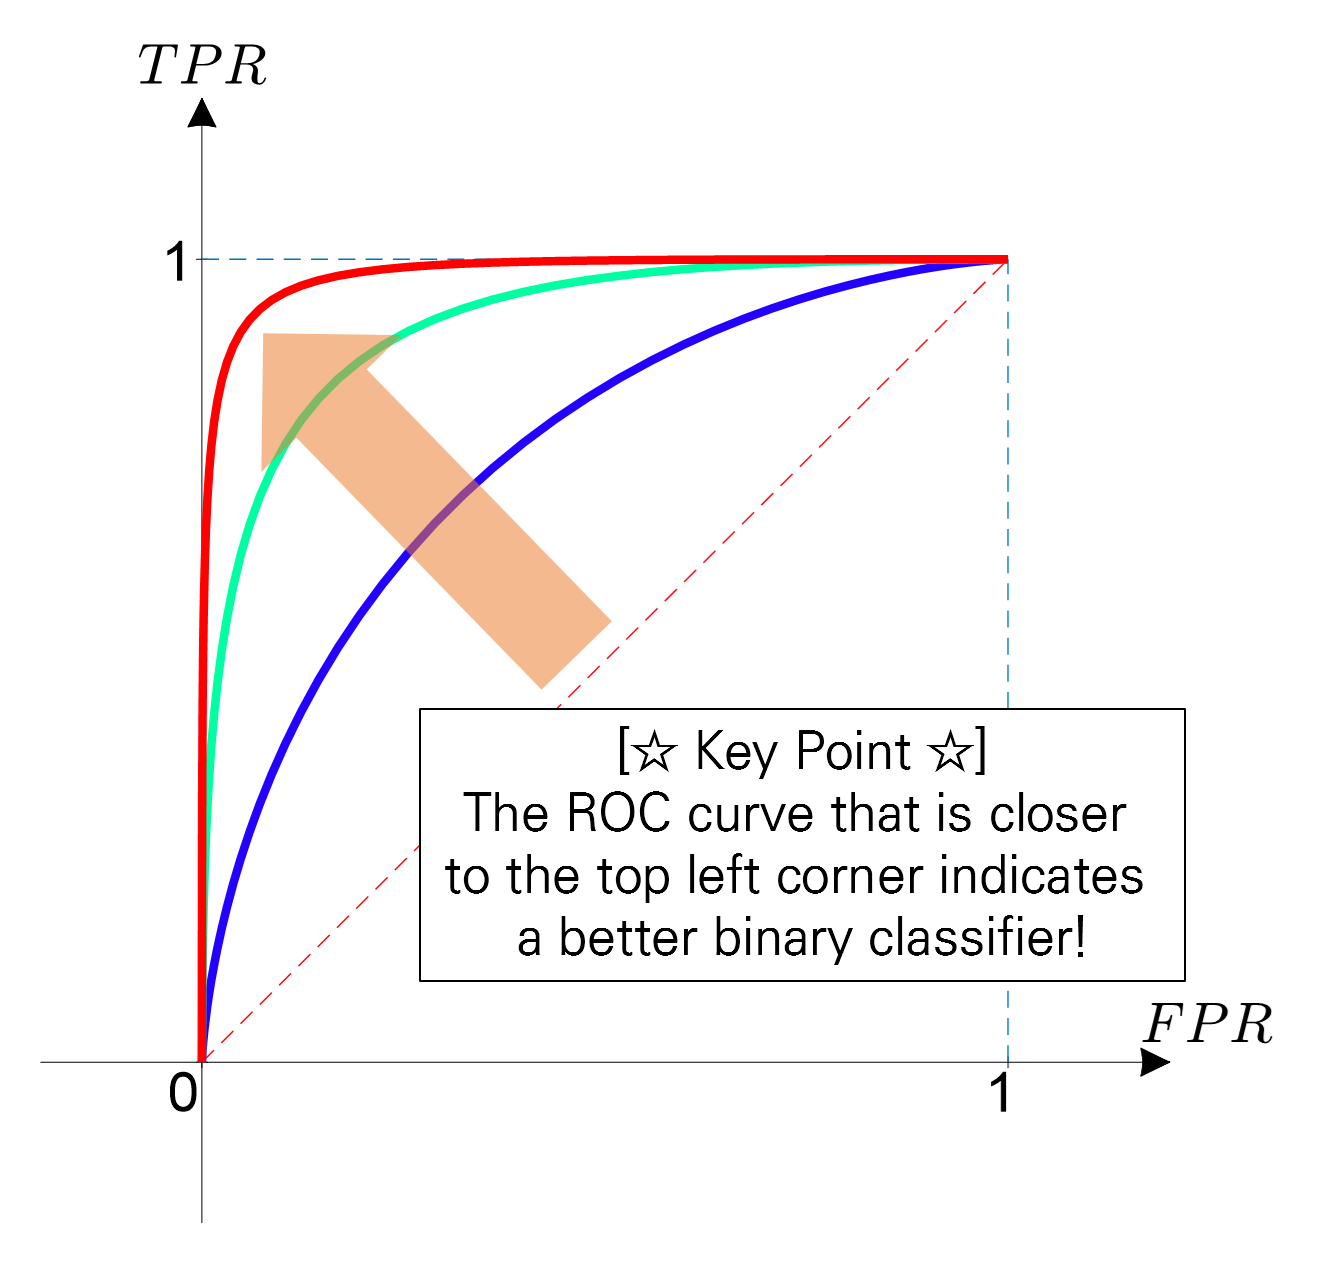 TPR
1
[☆ Key Point ☆]
The ROC curve that is closer
to the top left corner indicates
a better binary classifier!
FPR
0
1